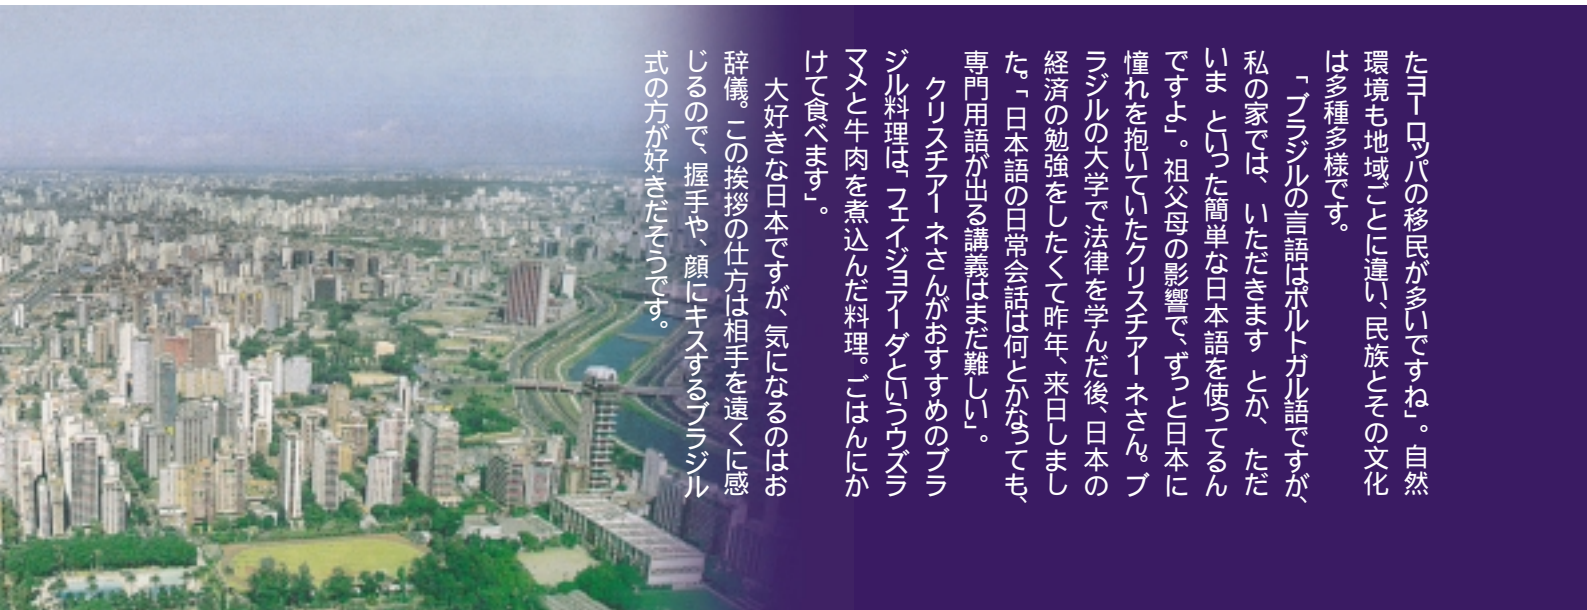 たヨーロッパの移民が多いですね」。自然
環境も地域ごとに違い、民族とその文化
は多種多様です。
「ブラジルの言語はポルトガル語ですが、
私の家では、いただきます とか、 ただ
いま といった簡単な日本語を使ってるん
ですよ」。祖父母の影響で、ずっと日本に
憧れを抱いていたクリスチアーネさん。ブ
ラジルの大学で法律を学んだ後、日本の
経済の勉強をしたくて昨年、来日しまし
た。「日本語の日常会話は何とかなっても、
専門用語が出る講義はまだ難しい」。
クリスチアーネさんがおすすめのブラ
ジル料理は、「フェイジョアーダというウズラ
マメと牛肉を煮込んだ料理。ごはんにか
けて食べます」。
大好きな日本ですが、気になるのはお
辞儀。この挨拶の仕方は相手を遠くに感
じるので、握手や、顔にキスするブラジル
式の方が好きだそうです。